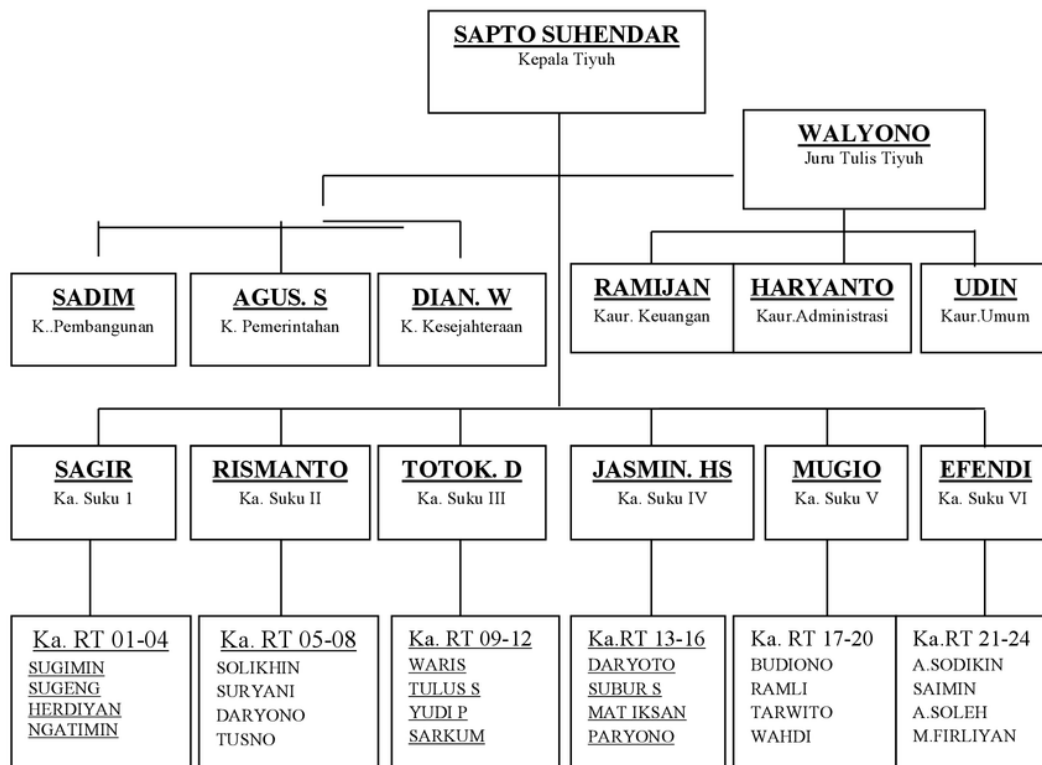 SAPTO SUHENDAR
Kepala Tiyuh
WALYONO
Juru Tulis Tiyuh
SADIM
K..Pembangunan
AGUS. S
K. Pemerintahan
DIAN. W
K. Kesejahteraan
RAMIJAN
Kaur. Keuangan
HARYANTO
Kaur.Administrasi
UDIN
Kaur.Umum
SAGIR
Ka. Suku 1
RISMANTO
Ka. Suku II
TOTOK. D
Ka. Suku III
JASMIN. HS
Ka. Suku IV
MUGIO
Ka. Suku V
EFENDI
Ka. Suku VI
Ka. RT 01-04
SUGIMIN
SUGENG
HERDIYAN
NGATIMIN
Ka. RT 05-08
SOLIKHIN
SURYANI
DARYONO
TUSNO
Ka. RT 09-12
WARIS
TULUS S
YUDI P
SARKUM
Ka.RT 13-16
DARYOTO
SUBUR S
MAT IKSAN
PARYONO
Ka. RT 17-20
BUDIONO
RAMLI
TARWITO
WAHDI
Ka.RT 21-24
A.SODIKIN
SAIMIN
A.SOLEH
M.FIRLIYAN